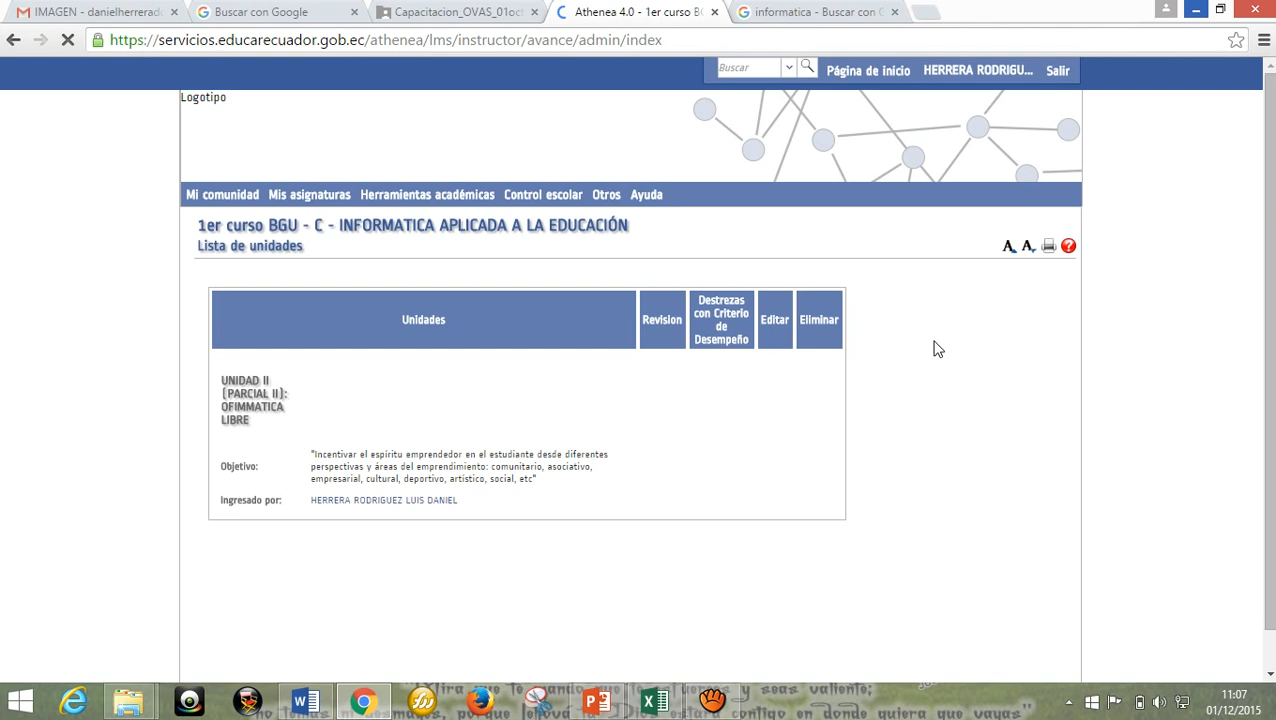 IMAGEN - danielherrerado
Buscar con Google
Capacitacion_OVAS_01oct
Athenea 4.0 - 1er curso BG
informatica - Buscar con G
https://servicios.educarecuador.gob.ec/athenea/lms/instructor/avance/admin/index
Buscar
Página de inicio
HERRERA RODRIGU...
Salir
Logotipo
Mi comunidad Mis asignaturas Herramientas académicas Control escolar Otros Ayuda
1er curso BGU - C - INFORMATICA APLICADA A LA EDUCACIÓN
Lista de unidades
A A ?
Unidades
Revision
Destrezas
con Criterio
de
Desempeño
Editar
Eliminar
UNIDAD II
(PARCIAL II):
OFIMMATICA
LIBRE
Objetivo:
"Incentivar el espíritu emprendedor en el estudiante desde diferentes
perspectivas y áreas del emprendimiento: comunitario, asociativo,
empresarial, cultural, deportivo, artístico, social, etc"
Ingresado por: HERRERA RODRIGUEZ LUIS DANIEL
11:07
01/12/2015